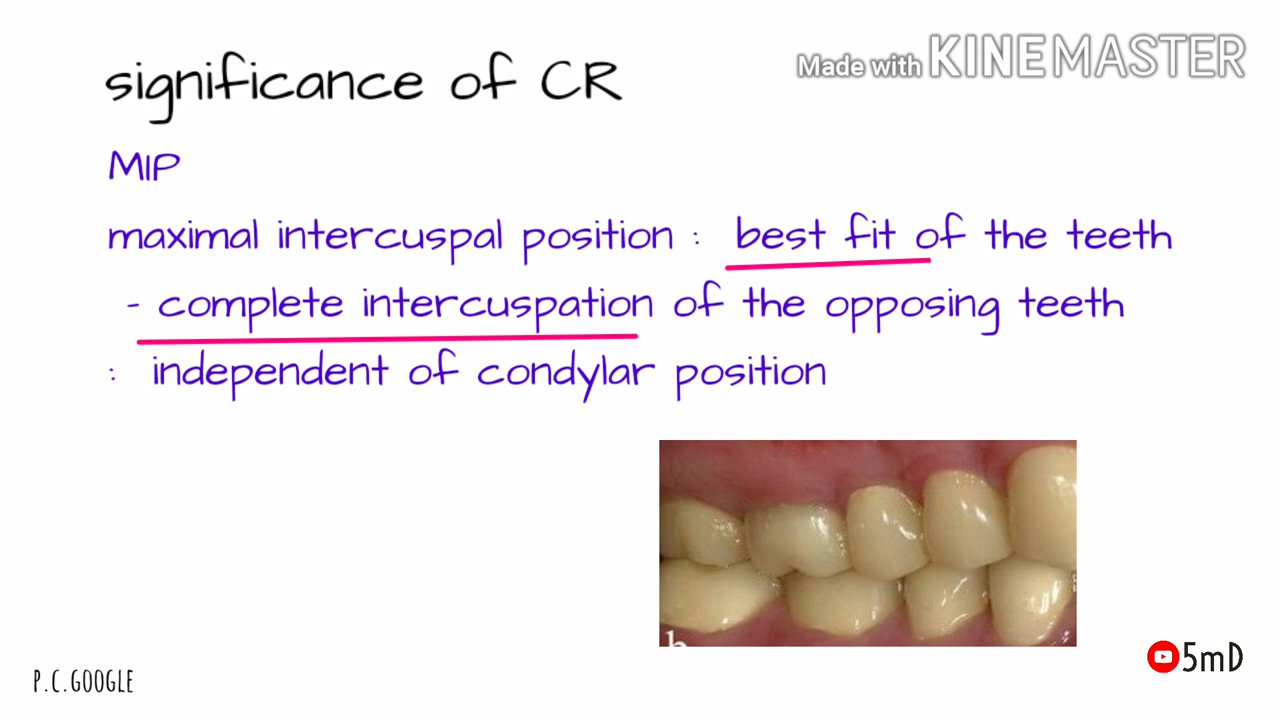 significance of CR
Made with KINEMASTER
MIP
maximal intercuspal position : best fit of the teeth
- complete intercuspation of the opposing teeth
: independent of condylar position
b
5mD
P.C.GOOGLE